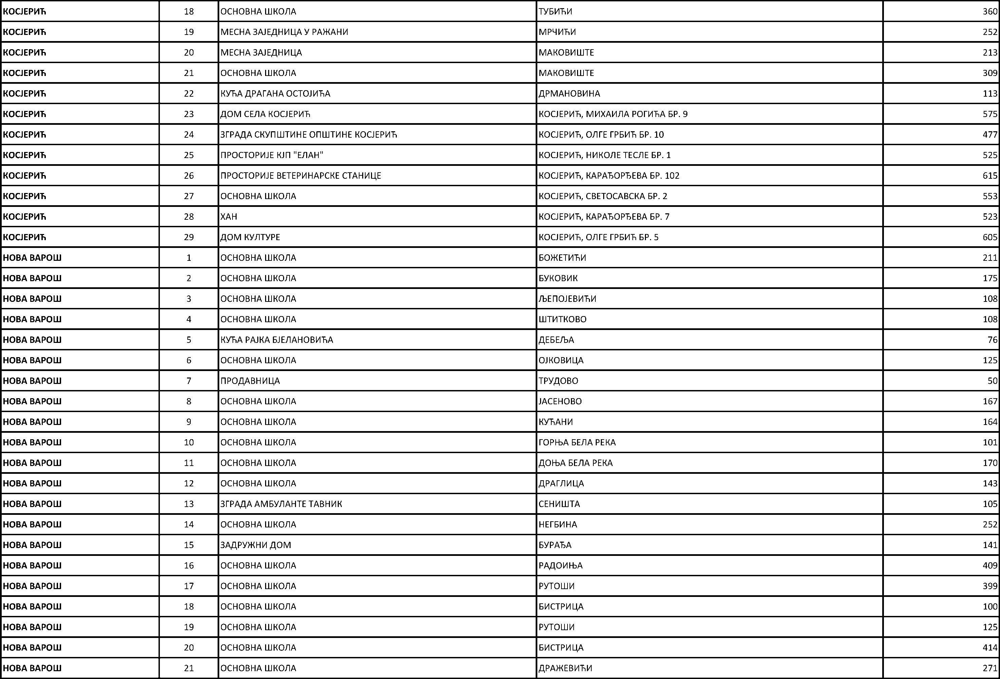 КОСЈЕРИЋ 18 ОСНОВНА ШКОЛА ТУБИЋИ 360
КОСЈЕРИЋ 19 МЕСНА ЗАЈЕДНИЦА У РАЖАНИ МРЧИЋИ 252
КОСЈЕРИЋ 20 МЕСНА ЗАЈЕДНИЦА МАКОВИШТЕ 213
КОСЈЕРИЋ 21 ОСНОВНА ШКОЛА МАКОВИШТЕ 309
КОСЈЕРИЋ 22 КУЋА ДРАГАНА ОСТОЈИЋА ДРМАНОВИНА 113
КОСЈЕРИЋ 23 ДОМ СЕЛА КОСЈЕРИЋ КОСЈЕРИЋ, МИХАИЛА РОГИЋА БР. 9 575
КОСЈЕРИЋ 24 ЗГРАДА СКУПШТИНЕ ОПШТИНЕ КОСЈЕРИЋ КОСЈЕРИЋ, ОЛГЕ ГРБИЋ БР. 10 477
КОСЈЕРИЋ 25 ПРОСТОРИЈЕ КЈП "ЕЛАН" КОСЈЕРИЋ, НИКОЛЕ ТЕСЛЕ БР. 1 525
КОСЈЕРИЋ 26 ПРОСТОРИЈЕ ВЕТЕРИНАРСКЕ СТАНИЦЕ КОСЈЕРИЋ, КАРАЂОРЂЕВА БР. 102 615
КОСЈЕРИЋ 27 ОСНОВНА ШКОЛА КОСЈЕРИЋ, СВЕТОСАВСКА БР. 2 553
КОСЈЕРИЋ 28 ХАН КОСЈЕРИЋ, КАРАЂОРЂЕВА БР. 7 523
КОСЈЕРИЋ 29 ДОМ КУЛТУРЕ КОСЈЕРИЋ, ОЛГЕ ГРБИЋ БР. 5 605
НОВА ВАРОШ 1 ОСНОВНА ШКОЛА БОЖЕТИЋИ 211
НОВА ВАРОШ 2 ОСНОВНА ШКОЛА БУКОВИК 175
НОВА ВАРОШ 3 ОСНОВНА ШКОЛА ЉЕПОЈЕВИЋИ 108
НОВА ВАРОШ 4 ОСНОВНА ШКОЛА ШТИТКОВО 108
НОВА ВАРОШ 5 КУЋА РАЈКА БЈЕЛАНОВИЋА ДЕБЕЉА 76
НОВА ВАРОШ 6 ОСНОВНА ШКОЛА ОЈКОВИЦА 125
НОВА ВАРОШ 7 ПРОДАВНИЦА ТРУДОВО 50
НОВА ВАРОШ 8 ОСНОВНА ШКОЛА ЈАСЕНОВО 167
НОВА ВАРОШ 9 ОСНОВНА ШКОЛА КУЋАНИ 164
НОВА ВАРОШ 10 ОСНОВНА ШКОЛА ГОРЊА БЕЛА РЕКА 101
НОВА ВАРОШ 11 ОСНОВНА ШКОЛА ДОЊА БЕЛА РЕКА 170
НОВА ВАРОШ 12 ОСНОВНА ШКОЛА ДРАГЛИЦА 143
НОВА ВАРОШ 13 ЗГРАДА АМБУЛАНТЕ ТАВНИК СЕНИШТА 105
НОВА ВАРОШ 14 ОСНОВНА ШКОЛА НЕГБИНА 252
НОВА ВАРОШ 15 ЗАДРУЖНИ ДОМ БУРАЂА 141
НОВА ВАРОШ 16 ОСНОВНА ШКОЛА РАДОИЊА 409
НОВА ВАРОШ 17 ОСНОВНА ШКОЛА РУТОШИ 399
НОВА ВАРОШ 18 ОСНОВНА ШКОЛА БИСТРИЦА 100
НОВА ВАРОШ 19 ОСНОВНА ШКОЛА РУТОШИ 125
НОВА ВАРОШ 20 ОСНОВНА ШКОЛА БИСТРИЦА 414
НОВА ВАРОШ 21 ОСНОВНА ШКОЛА ДРАЖЕВИЋИ 271